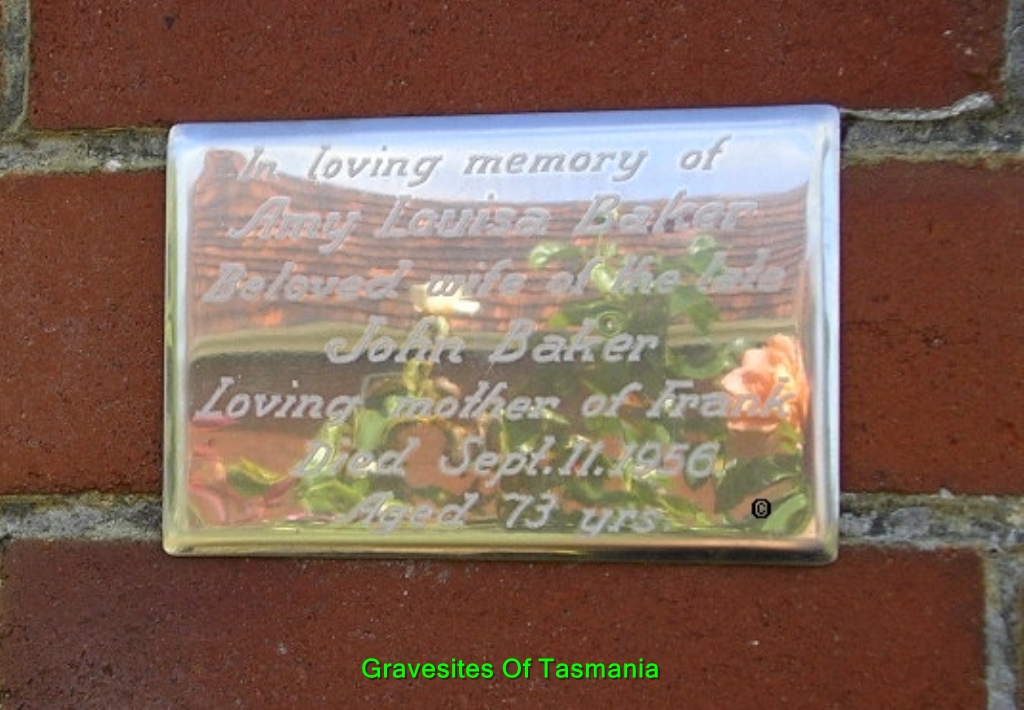 In loving memory of
Amy Louisa Baker
Beloved wife of the late
John Baker
Loving mother of Frank
Died Sept. 11. 1956
Aged 73 yrs.
©
Gravesites Of Tasmania